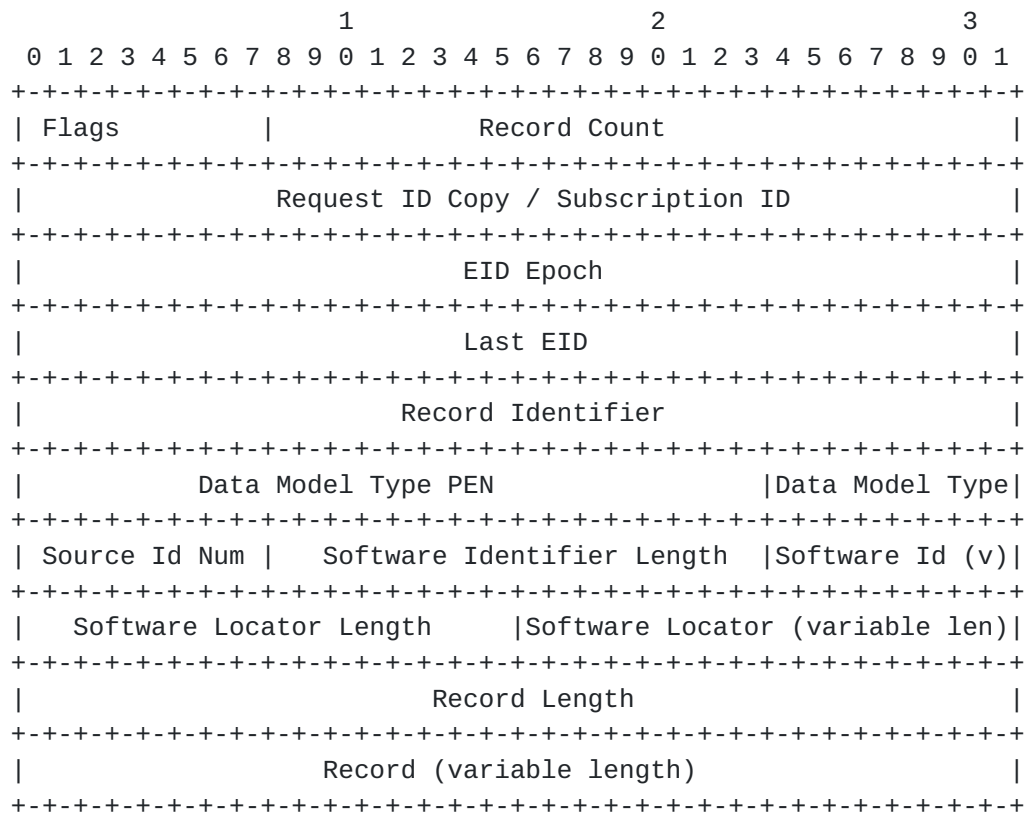 1                   2                   3
 0 1 2 3 4 5 6 7 8 9 0 1 2 3 4 5 6 7 8 9 0 1 2 3 4 5 6 7 8 9 0 1
+-+-+-+-+-+-+-+-+-+-+-+-+-+-+-+-+-+-+-+-+-+-+-+-+-+-+-+-+-+-+-+-+
| Flags         |             Record Count                      |
+-+-+-+-+-+-+-+-+-+-+-+-+-+-+-+-+-+-+-+-+-+-+-+-+-+-+-+-+-+-+-+-+
|                Request ID Copy / Subscription ID              |
+-+-+-+-+-+-+-+-+-+-+-+-+-+-+-+-+-+-+-+-+-+-+-+-+-+-+-+-+-+-+-+-+
|                            EID Epoch                          |
+-+-+-+-+-+-+-+-+-+-+-+-+-+-+-+-+-+-+-+-+-+-+-+-+-+-+-+-+-+-+-+-+
|                            Last EID                           |
+-+-+-+-+-+-+-+-+-+-+-+-+-+-+-+-+-+-+-+-+-+-+-+-+-+-+-+-+-+-+-+-+
|                        Record Identifier                      |
+-+-+-+-+-+-+-+-+-+-+-+-+-+-+-+-+-+-+-+-+-+-+-+-+-+-+-+-+-+-+-+-+
|           Data Model Type PEN                 |Data Model Type|
+-+-+-+-+-+-+-+-+-+-+-+-+-+-+-+-+-+-+-+-+-+-+-+-+-+-+-+-+-+-+-+-+
| Source Id Num |   Software Identifier Length  |Software Id (v)|
+-+-+-+-+-+-+-+-+-+-+-+-+-+-+-+-+-+-+-+-+-+-+-+-+-+-+-+-+-+-+-+-+
|   Software Locator Length     |Software Locator (variable len)|
+-+-+-+-+-+-+-+-+-+-+-+-+-+-+-+-+-+-+-+-+-+-+-+-+-+-+-+-+-+-+-+-+
|                          Record Length                        |
+-+-+-+-+-+-+-+-+-+-+-+-+-+-+-+-+-+-+-+-+-+-+-+-+-+-+-+-+-+-+-+-+
|                   Record (variable length)                    |
+-+-+-+-+-+-+-+-+-+-+-+-+-+-+-+-+-+-+-+-+-+-+-+-+-+-+-+-+-+-+-+-+